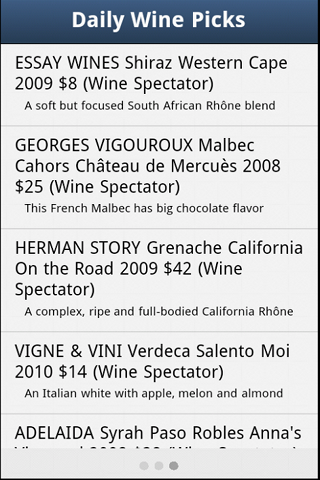 Daily Wine Picks
ESSAY WINES Shiraz Western Cape
2009 $8 (Wine Spectator)
A soft but focused South African Rhône blend
GEORGES VIGOUROUX Malbec
Cahors Château de Mercuès 2008
$25 (Wine Spectator)
This French Malbec has big chocolate flavor
HERMAN STORY Grenache California
On the Road 2009 $42 (Wine
Spectator)
A complex, ripe and full-bodied California Rhône
VIGNE & VINI Verdeca Salento Moi
2010 $14 (Wine Spectator)
An Italian white with apple, melon and almond
ADELAIDA Syrah Paso Robles Anna's